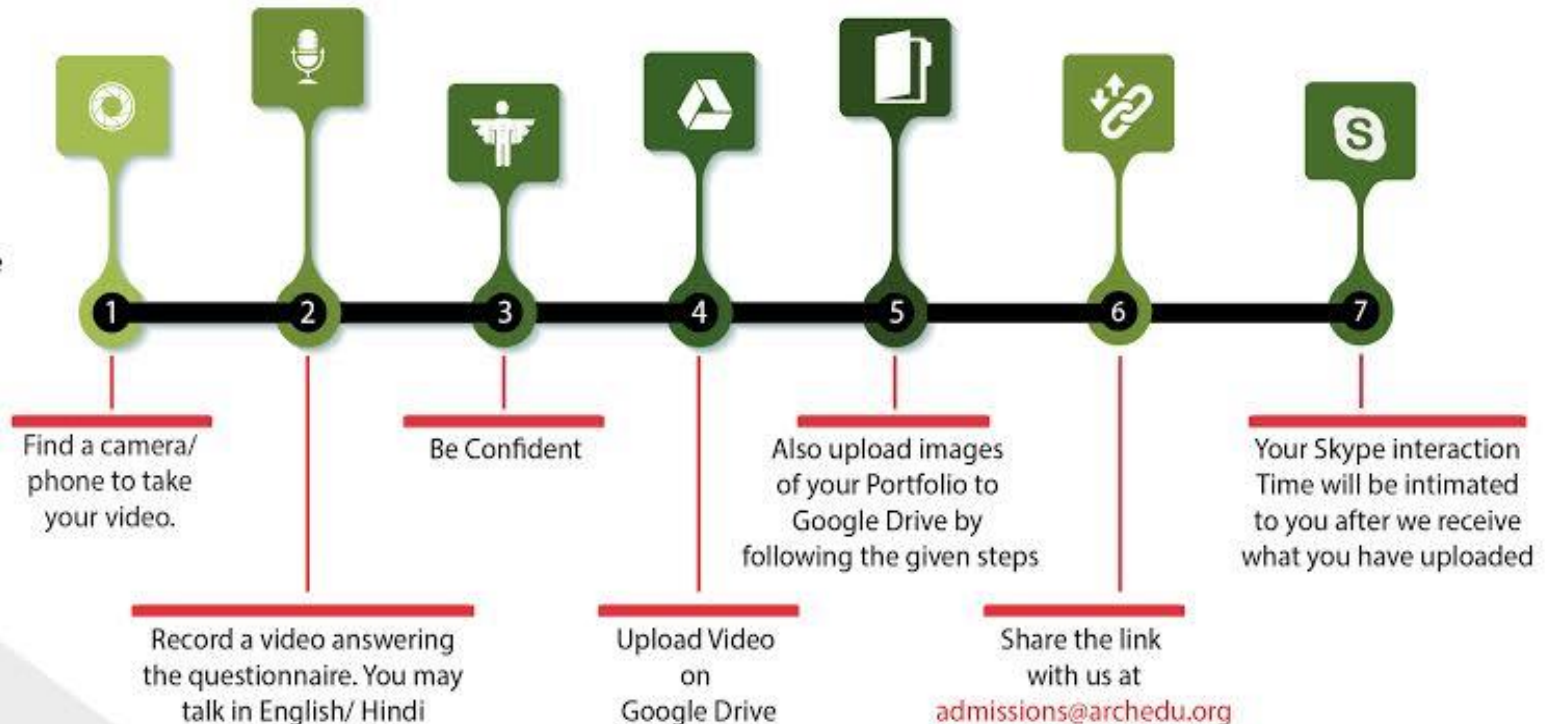 1
2
3
4
5
6
7
Find a camera/
phone to take
your video.
Record a video answering
the questionnaire. You may
talk in English/ Hindi
Be Confident
Upload Video
on
Google Drive
Also upload images
of your Portfolio to
Google Drive by
following the given steps
Share the link
with us at
admissions@archedu.org
S
Your Skype interaction
Time will be intimated
to you after we receive
what you have uploaded